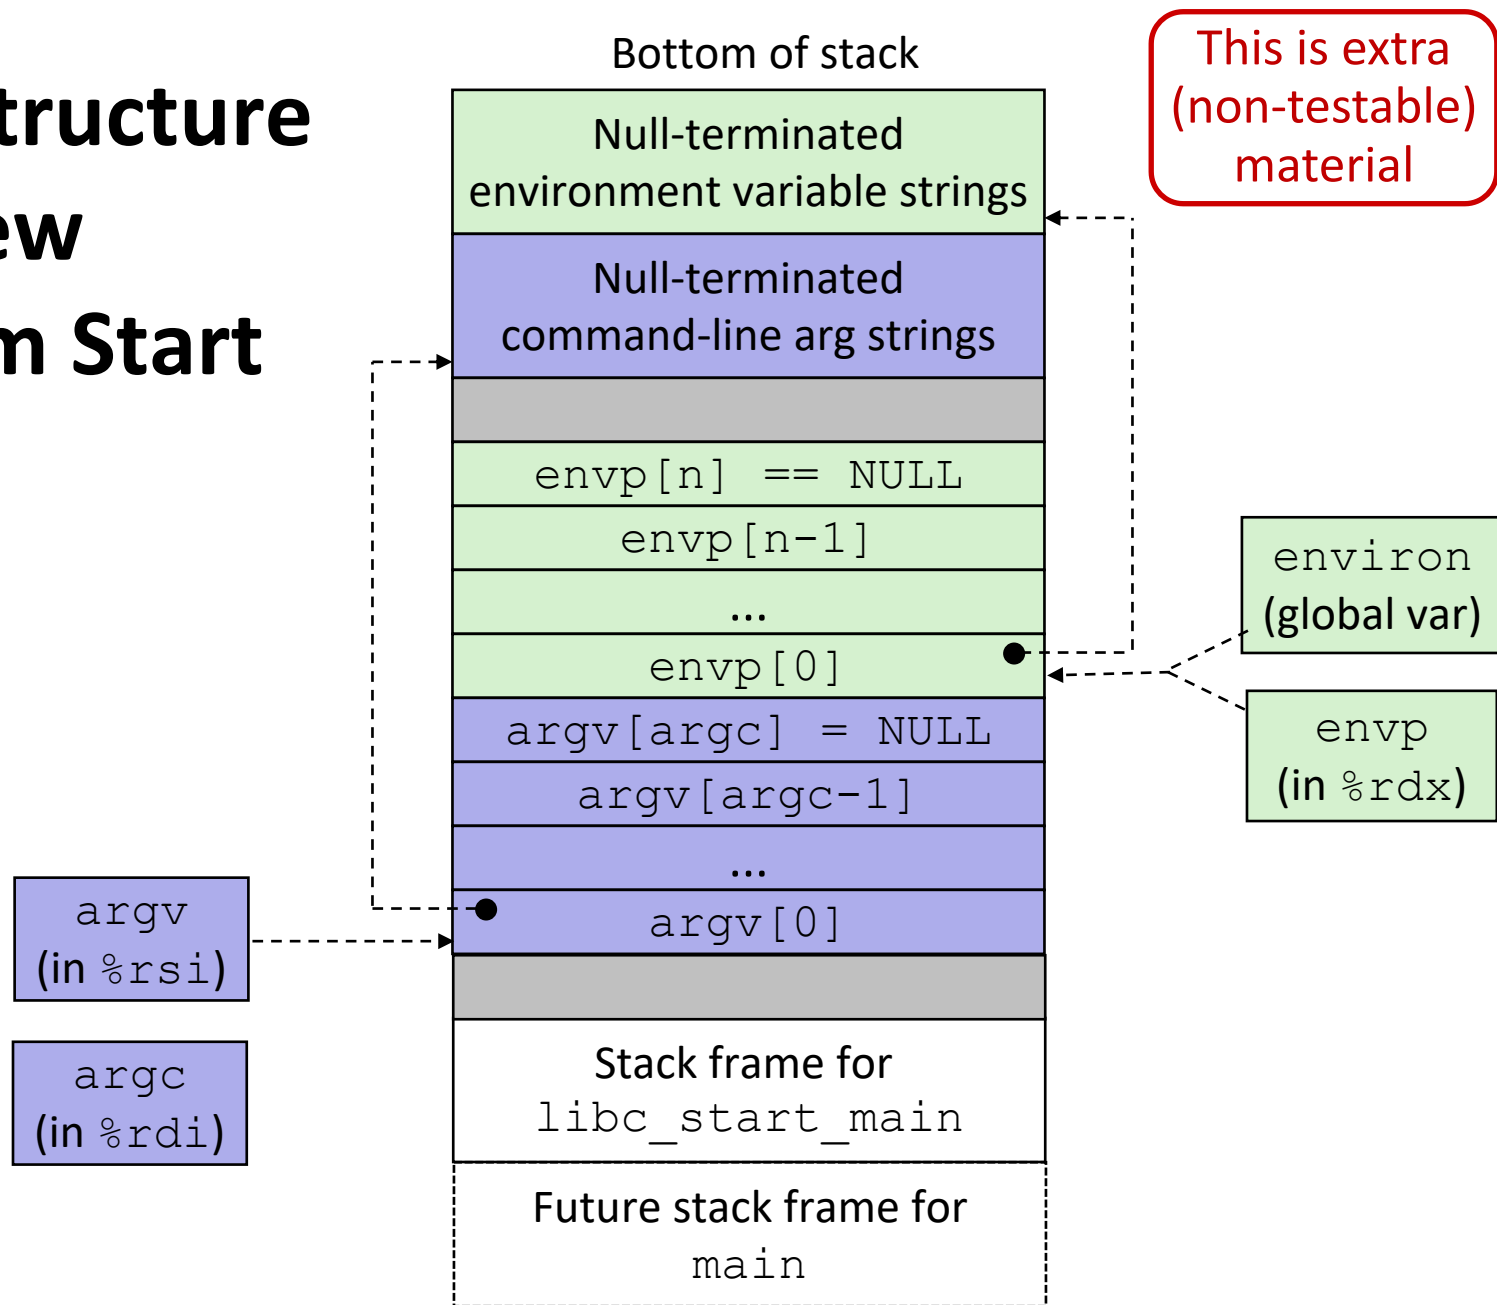 tructure
ew
m Start
Bottom of stack
This is extra
(non-testable)
material
Null-terminated
environment variable strings
Null-terminated
command-line arg strings
envp[n] == NULL
envp[n-1]
...
envp[0]
argv[argc] = NULL
argv[argc-1]
...
argv[0]
environ
(global var)
envp
(in %rdx)
argv
(in %rsi)
argc
(in %rdi)
Stack frame for
libc_start_main
Future stack frame for
main